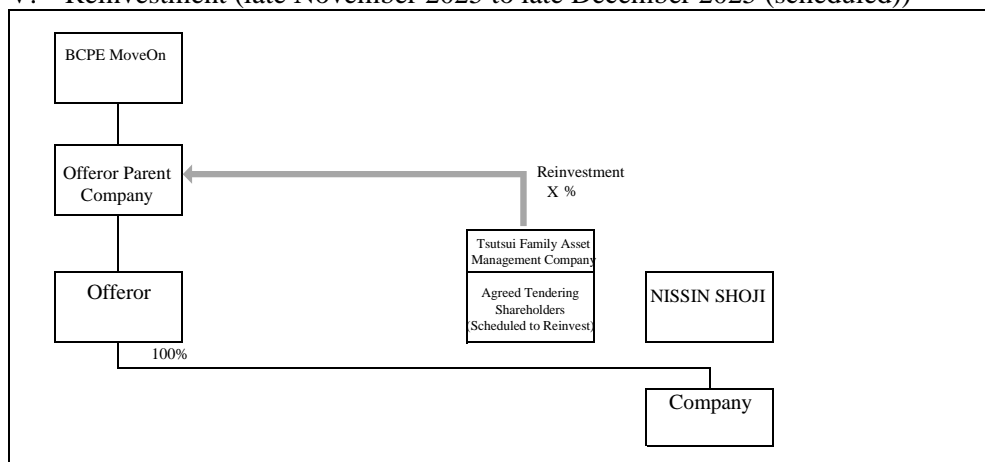 V. Reinvestment (late November 2025 to late December 2025 (scheduled))
BCPE MoveOn
Offeror Parent
Company
Reinvestment
X %
Tsutsui Family Asset
Management Company
Offeror
Agreed Tendering
Shareholders
(Scheduled to Reinvest)
NISSIN SHOJI
100%
Company